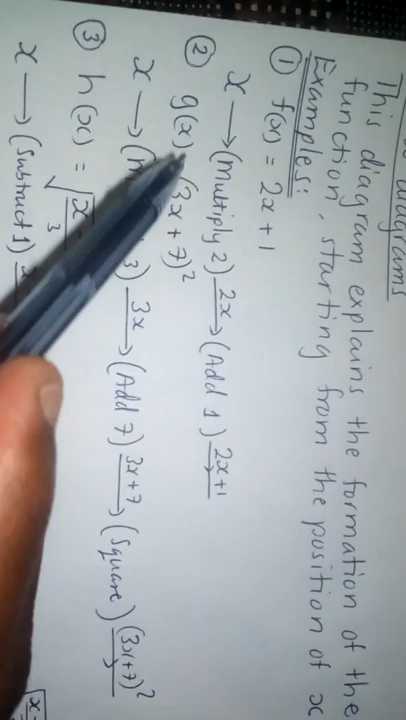 diagrams
This diagram explains the formation of the
function, starting from the position of x
Examples:
① f(x) = 2x + 1
x → (Multiply 2) 2x→ (Add 1) 2x+1→
② g(x) (3x + 7)²
x → 3) 3x→ (Add 7) 3x+7→ (Square) (3x+7)²→
③ h(x) = √x 3
x → (Subtract 1)